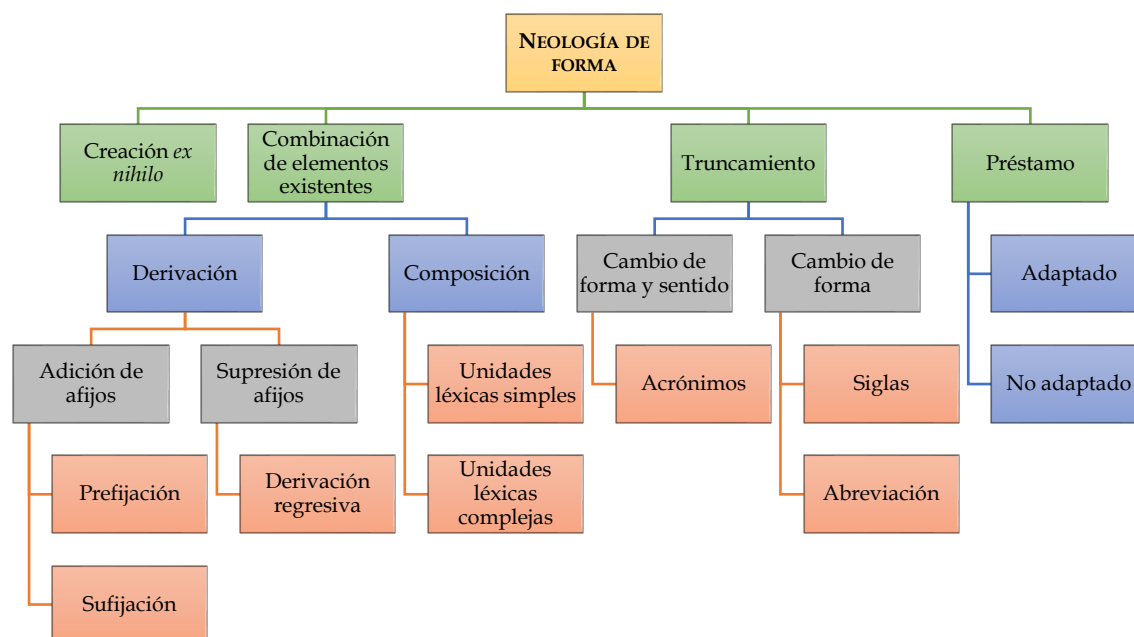 NEOLOGÍA DE
FORMA
Creación ex
nihilo
Combinación
de elementos
existentes
Truncamiento
Préstamo
Derivación
Composición
Cambio de
forma y sentido
Cambio de
forma
Adaptado
Adición de
afijos
Supresión de
afijos
Unidades
léxicas simples
Acrónimos
Siglas
No adaptado
Prefijación
Derivación
regresiva
Unidades
léxicas
complejas
Abreviación
Sufijación